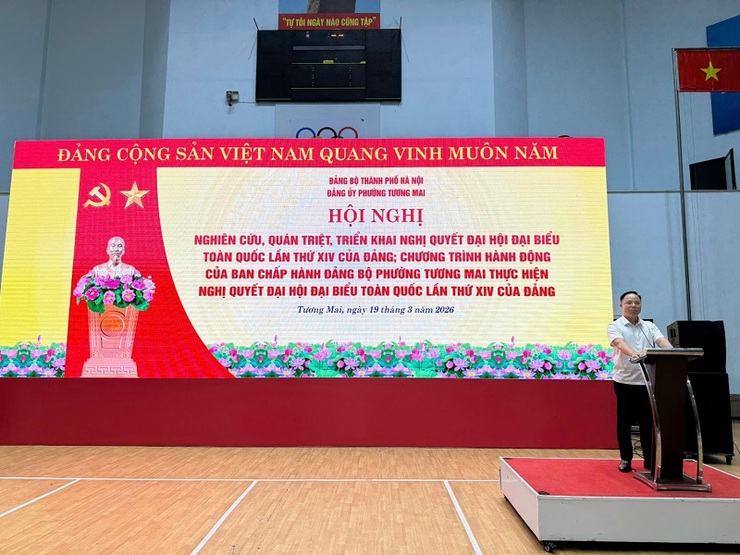 "TỰ TÔI NGÀY NÀO CŨNG TẬP"
ĐẢNG CỘNG SẢN VIỆT NAM QUANG VINH MUÔN NĂM
ĐẢNG BỘ THÀNH PHỐ HÀ NỘI
ĐẢNG ỦY PHƯỜNG TƯƠNG MAI
HỘI NGHỊ
NGHIÊN CỨU, QUÁN TRIỆT, TRIỂN KHAI NGHỊ QUYẾT ĐẠI HỘI ĐẠI BIỂU
TOÀN QUỐC LẦN THỨ XIV CỦA ĐẢNG; CHƯƠNG TRÌNH HÀNH ĐỘNG
CỦA BAN CHẤP HÀNH ĐẢNG BỘ PHƯỜNG TƯƠNG MAI THỰC HIỆN
NGHỊ QUYẾT ĐẠI HỘI ĐẠI BIỂU TOÀN QUỐC LẦN THỨ XIV CỦA ĐẢNG
Tương Mai, ngày 19 tháng 3 năm 2026